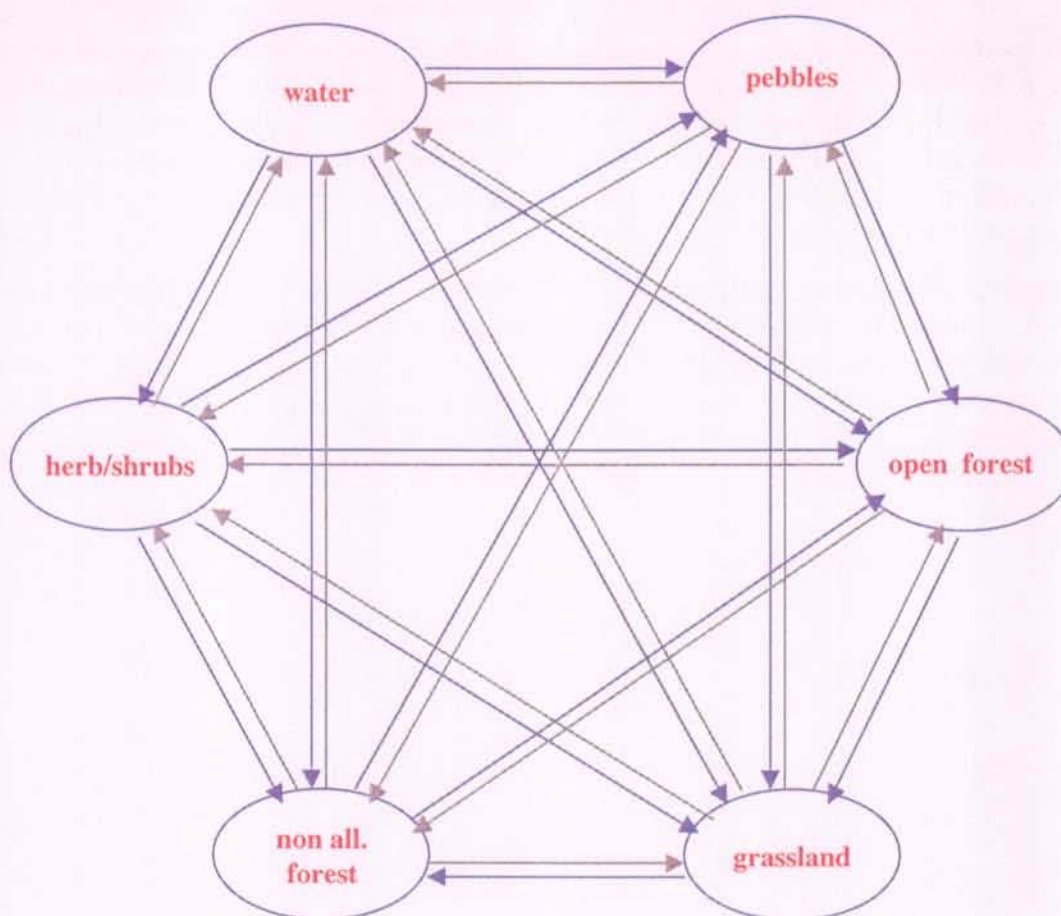 water
pebbles
herb/shrubs
open forest
non all.
forest
grassland